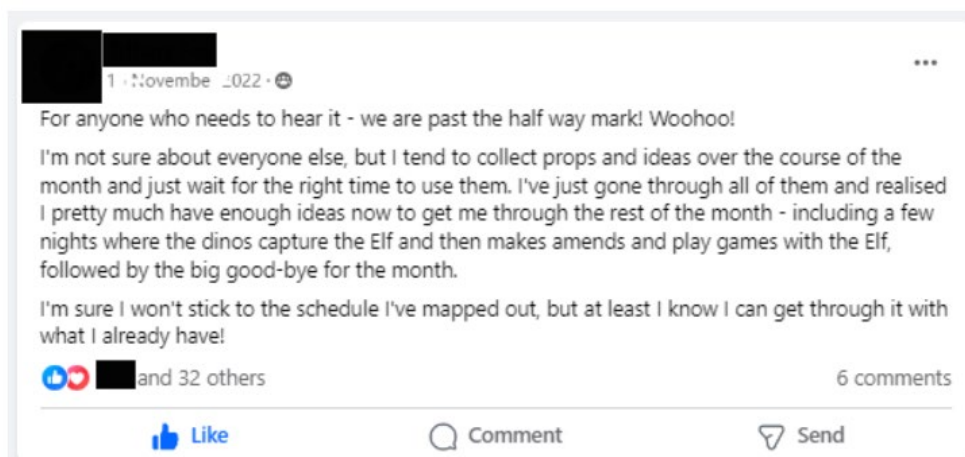 2022
For anyone who needs to hear it - we are past the half way mark! Woohoo!
I'm not sure about everyone else, but I tend to collect props and ideas over the course of the
month and just wait for the right time to use them. I've just gone through all of them and realised
I pretty much have enough ideas now to get me through the rest of the month - including a few
nights where the dinos capture the Elf and then makes amends and play games with the Elf,
followed by the big good-bye for the month.
I'm sure I won't stick to the schedule I've mapped out, but at least I know I can get through it with
what I already have!
and 32 others
6 comments
Like
Comment
Send